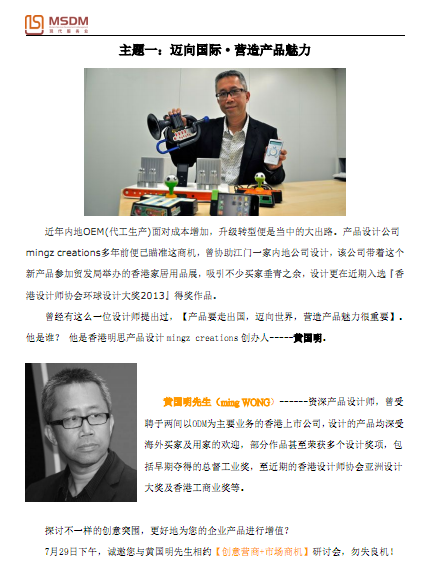 MSDM
现代服务业
主题一：迈向国际·营造产品魅力
近年内地OEM(代工生产)面对成本增加，升级转型便是当中的大出路。产品设计公司
mingz creations多年前便已瞄准这商机，曾协助江门一家内地公司设计，该公司带着这个
新产品参加贸发局举办的香港家居用品展，吸引不少买家垂青之余，设计更在近期入选『香
港设计师协会环球设计大奖2013』得奖作品。
曾经有这么一位设计师提出过，【产品要走出国，迈向世界，营造产品魅力很重要】。
他是谁？ 他是香港明思产品设计 mingz creations 创办人-----黄国明。
黄国明先生（ming WONG）------资深产品设计师，曾受
聘于两间以ODM为主要业务的香港上市公司，设计的产品均深受
海外买家及用家的欢迎，部分作品甚至荣获多个设计奖项，包
括早期夺得的总督工业奖，至近期的香港设计师协会亚洲设计
大奖及香港工商业奖等。
探讨不一样的创意突围，更好地为您的企业产品进行增值？
7月29日下午，诚邀您与黄国明先生相约【创意营商-市场商机】研讨会，勿失良机！